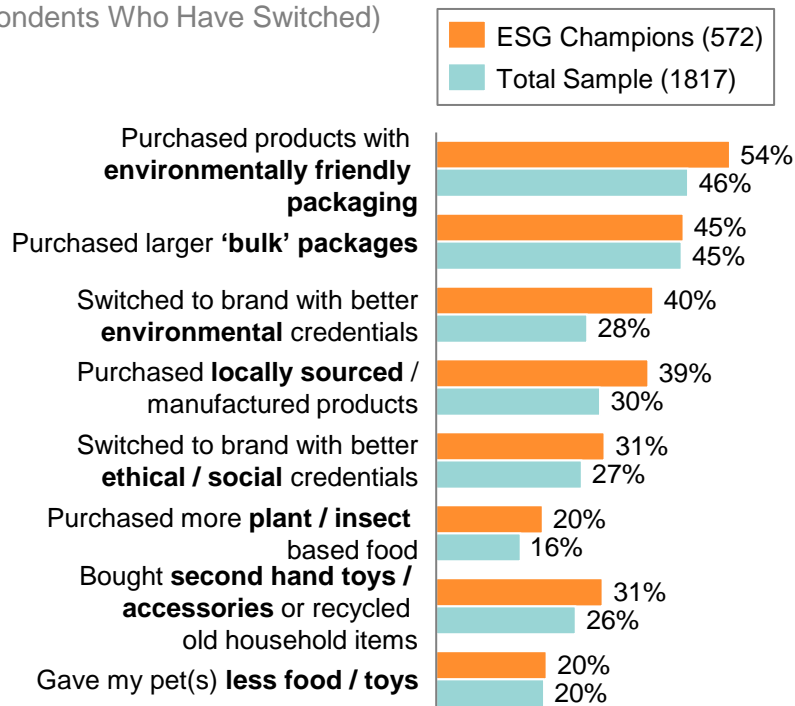 ondents Who Have Switched)
ESG Champions (572)
Total Sample (1817)
Purchased products with
environmentally friendly
packaging
54%
46%
Purchased larger ‘bulk’ packages
45%
45%
Switched to brand with better
environmental credentials
40%
28%
Purchased locally sourced /
manufactured products
39%
30%
Switched to brand with better
ethical / social credentials
31%
27%
Purchased more plant / insect
based food
20%
16%
Bought second hand toys /
accessories or recycled
old household items
31%
26%
Gave my pet(s) less food / toys
20%
20%